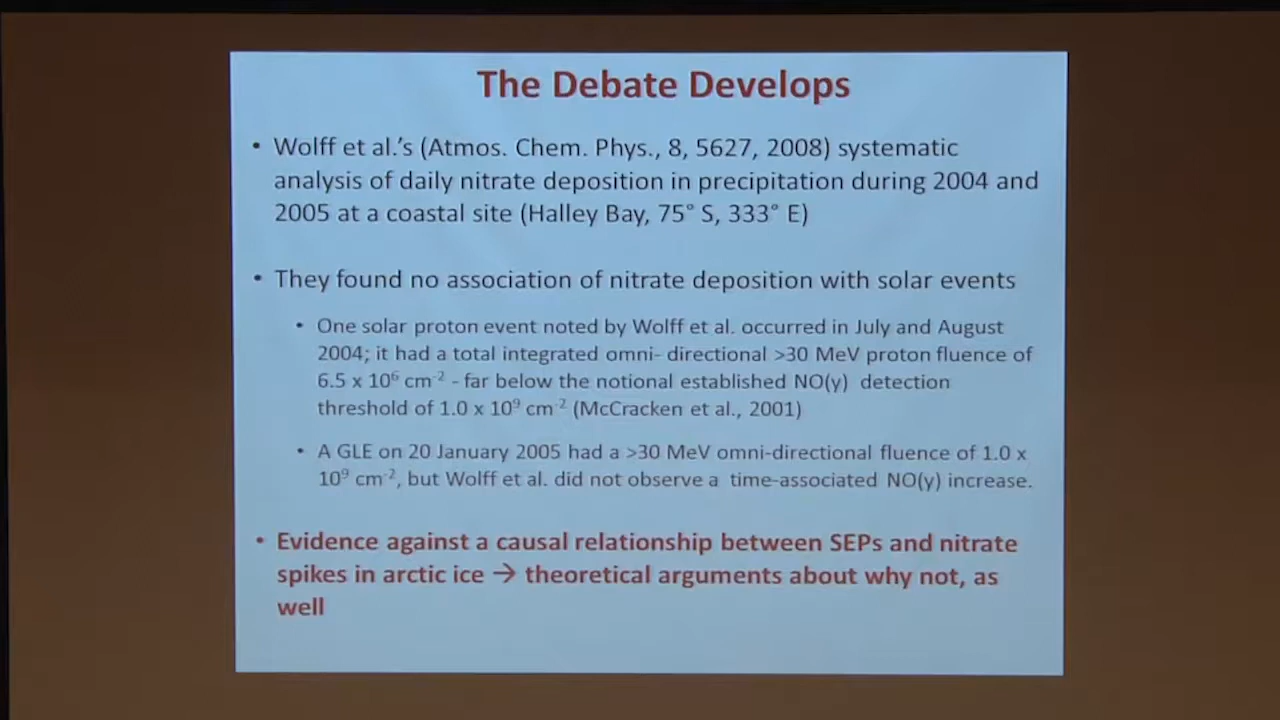 The Debate Develops
• Wolff et al.’s (Atmos. Chem. Phys., 8, 5627, 2008) systematic
analysis of daily nitrate deposition in precipitation during 2004 and
2005 at a coastal site (Halley Bay, 75° S, 333° E)
• They found no association of nitrate deposition with solar events
• One solar proton event noted by Wolff et al. occurred in July and August
2004; it had a total integrated omni- directional >30 MeV proton fluence of
6.5 x 10⁶ cm⁻² - far below the notional established NO(y) detection
threshold of 1.0 x 10⁹ cm⁻² (McCracken et al., 2001)
• A GLE on 20 January 2005 had a >30 MeV omni-directional fluence of 1.0 x
10⁹ cm⁻², but Wolff et al. did not observe a time-associated NO(y) increase.
• Evidence against a causal relationship between SEPs and nitrate
spikes in arctic ice → theoretical arguments about why not, as
well